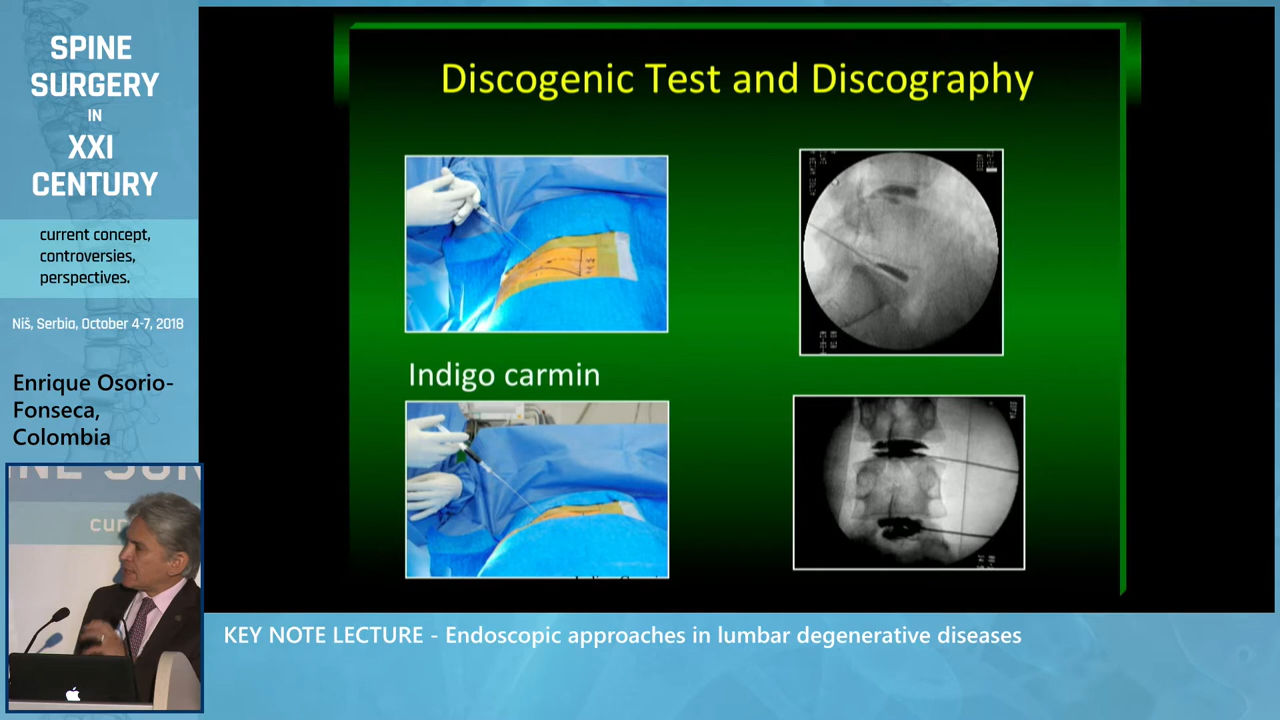 SPINE
SURGERY
IN
XXI
CENTURY
current concept,
controversies,
perspectives.
Niš, Serbia, October 4-7, 2018
Enrique Osorio-
Fonseca,
Colombia
Discogenic Test and Discography
Indigo carmin
cur
KEY NOTE LECTURE - Endoscopic approaches in lumbar degenerative diseases